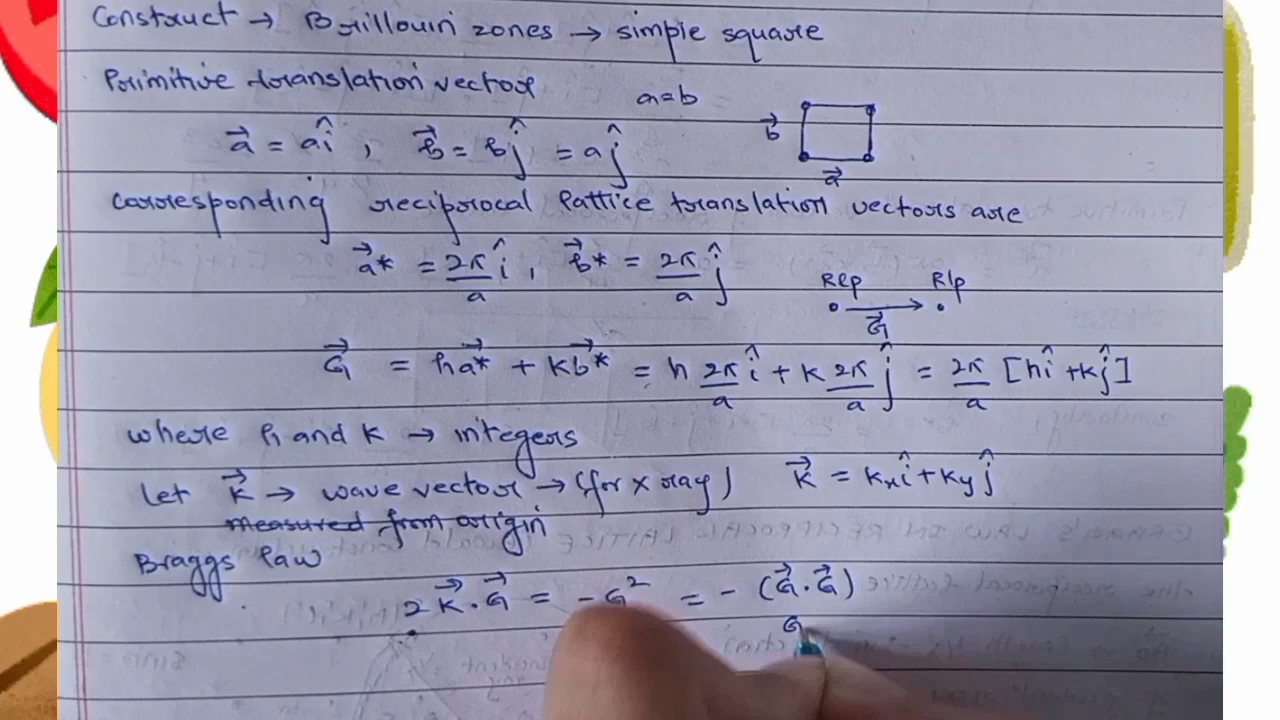 Construct → Brillouin zones → simple square
Primitive translation vector a=b
a⃗ = aî , b⃗ = bĵ = aĵ
b⃗
a⃗
corresponding reciprocal lattice translation vectors are
a⃗* = 2π/a î , b⃗* = 2π/a ĵ
Rlp Rlp
G⃗
G⃗ = ha⃗* + kb⃗* = h 2π/a î + k 2π/a ĵ = 2π/a [hî + kĵ]
where h and k → integers
Let k⃗ → wave vector → (for x ray) k⃗ = kxî + kyĵ
measured from origin
Braggs law
2k⃗.G⃗ = -G² = - (G⃗.G⃗)
G